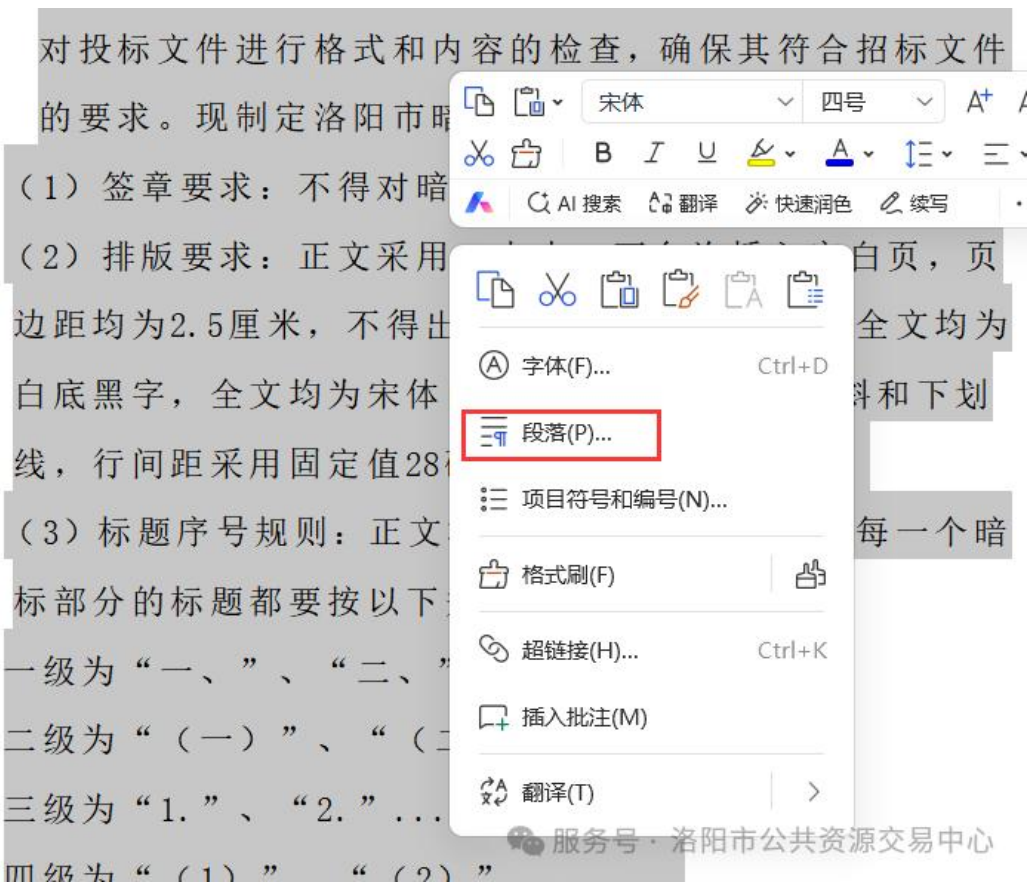 对投标文件进行格式和内容的检查，确保其符合招标文件
的要求。现制定洛阳市暗
（1）签章要求：不得对暗
（2）排版要求：正文采用
白页，页
边距均为2.5厘米，不得出
全文均为
白底黑字，全文均为宋体
和下划
线，行间距采用固定值28
（3）标题序号规则：正文
每一个暗
标部分的标题都要按以下
一级为“一、”、“二、”
二级为“（一）”、“（二
三级为“1.”、“2.”...
四级为“（1）”、“（2）”
宋体
四号
A+
B I U A
AI 搜索 翻译 快速润色 续写
字体(F)... Ctrl+D
段落(P)...
项目符号和编号(N)...
格式刷(F)
超链接(H)... Ctrl+K
插入批注(M)
翻译(T)
服务号 · 洛阳市公共资源交易中心